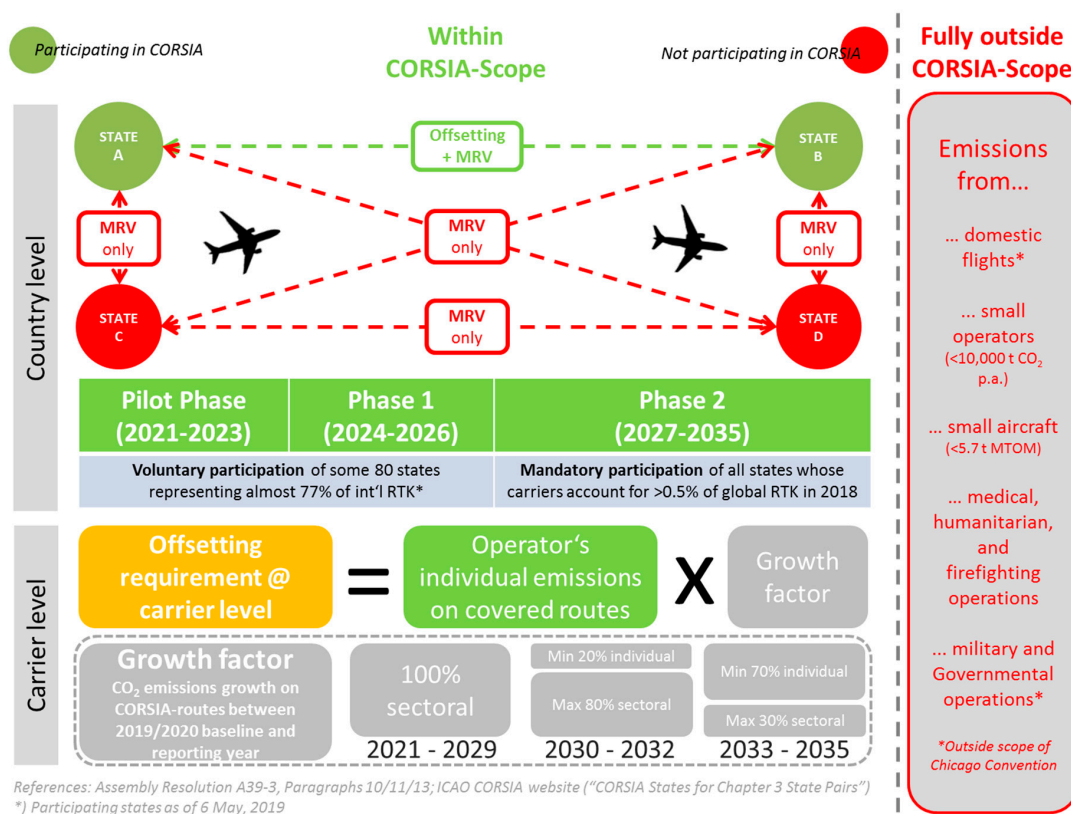 Participating in CORSIA
Within
CORSIA-Scope
Not participating in CORSIA
Fully outside
CORSIA-Scope
Country level
STATE
A
Offsetting
+ MRV
STATE
B
MRV
only
MRV
only
MRV
only
STATE
C
MRV
only
STATE
D
Pilot Phase
(2021-2023)
Phase 1
(2024-2026)
Phase 2
(2027-2035)
Voluntary participation of some 80 states
representing almost 77% of int‘l RTK*
Mandatory participation of all states whose
carriers account for >0.5% of global RTK in 2018
Carrier level
Offsetting
requirement @
carrier level
=
Operator‘s
individual emissions
on covered routes
X
Growth
factor
Growth factor
CO₂ emissions growth on
CORSIA-routes between
2019/2020 baseline and
reporting year
100%
sectoral
2021 - 2029
Min 20% individual
Max 80% sectoral
2030 - 2032
Min 70% individual
Max 30% sectoral
2033 - 2035
Emissions
from...
... domestic
flights*
... small
operators
(<10,000 t CO₂
p.a.)
... small aircraft
(<5.7 t MTOM)
... medical,
humanitarian,
and
firefighting
operations
... military and
Governmental
operations*
*Outside scope of
Chicago Convention
References: Assembly Resolution A39-3, Paragraphs 10/11/13; ICAO CORSIA website (“CORSIA States for Chapter 3 State Pairs”)
*) Participating states as of 6 May, 2019